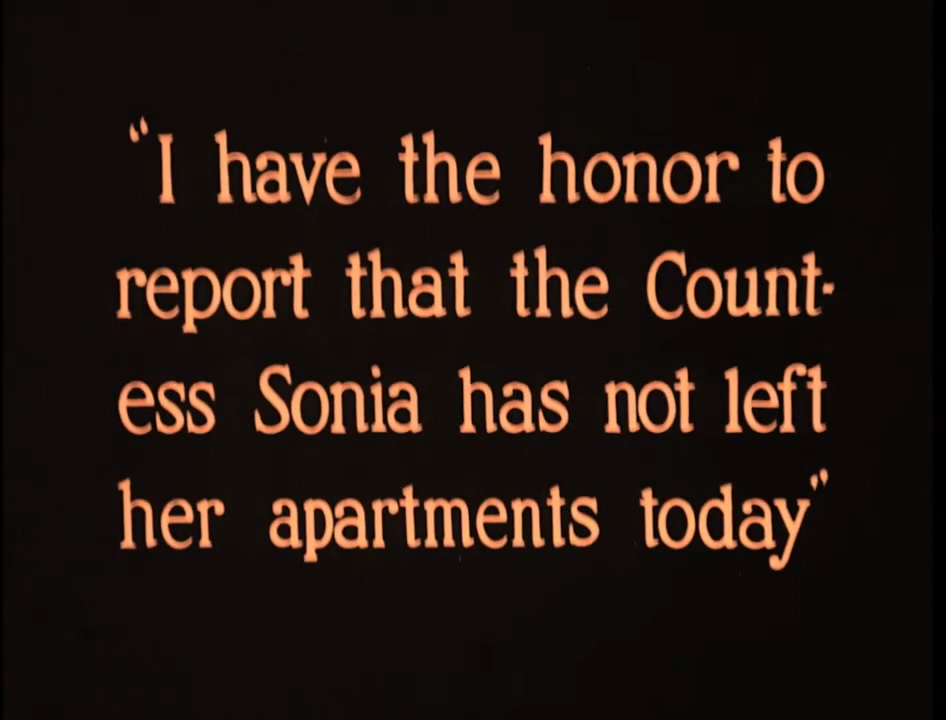 “I have the honor to
report that the Count-
ess Sonia has not left
her apartments today”